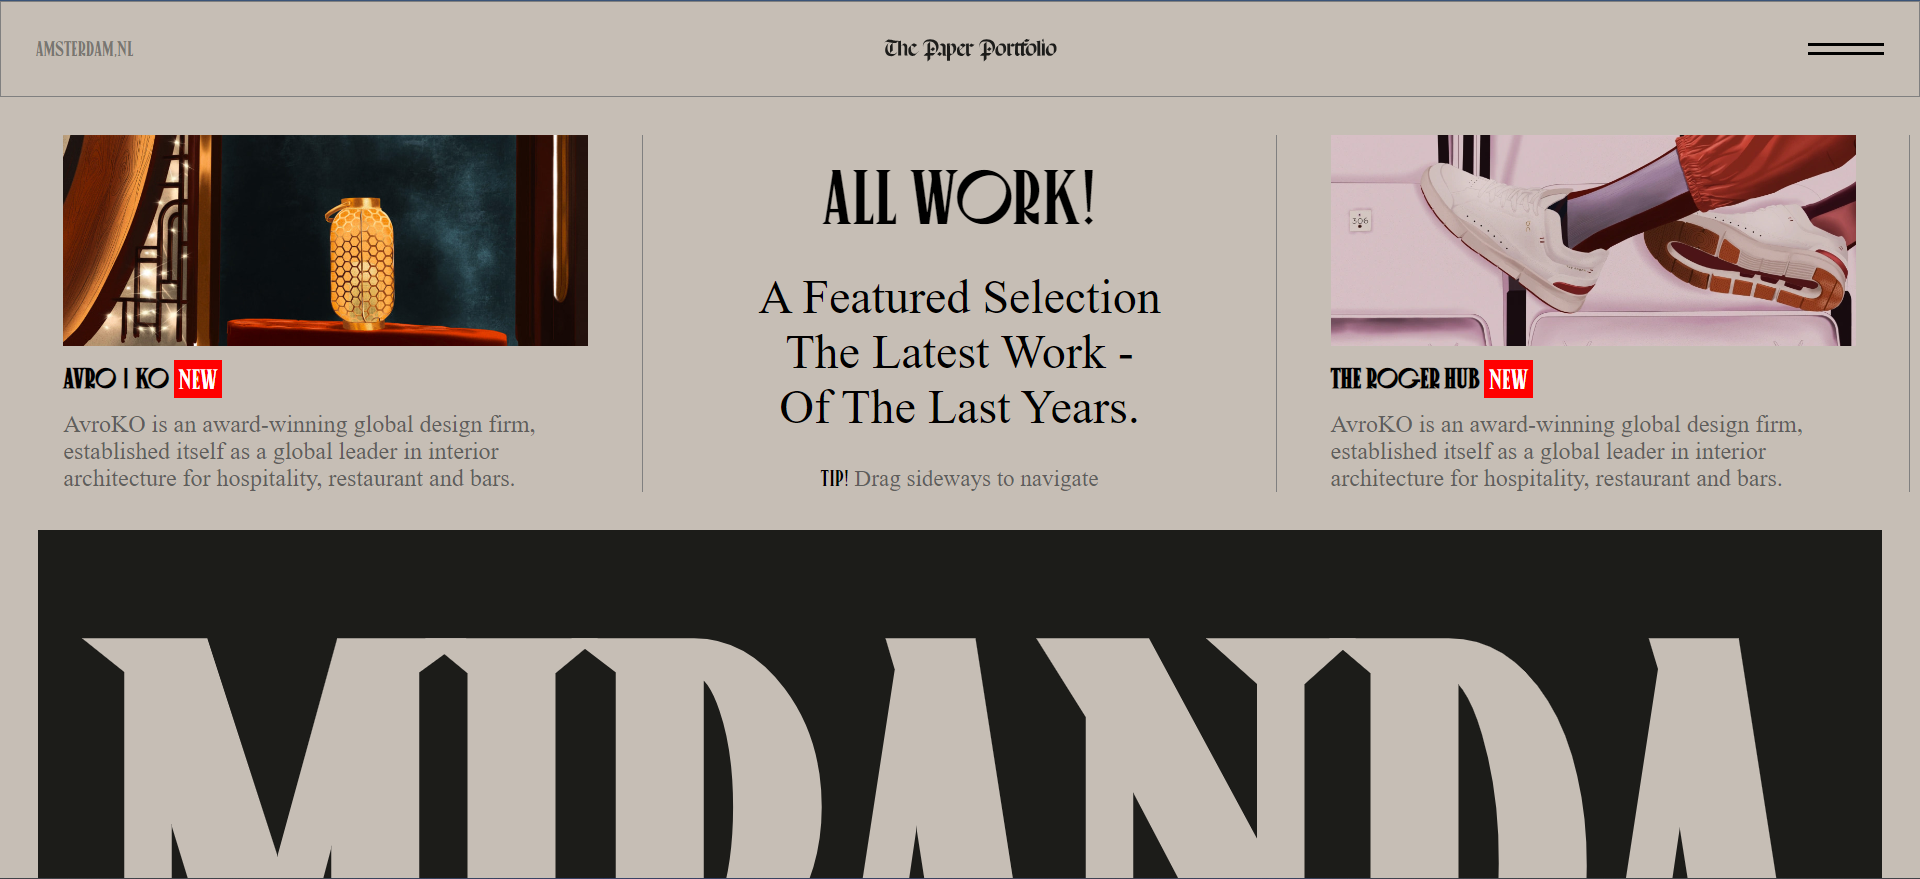 AMSTERDAM,NL
The Paper Portfolio
306
ALL WORK!
A Featured Selection
The Latest Work -
Of The Last Years.
TIP! Drag sideways to navigate
AVRO | KO NEW
AvroKO is an award-winning global design firm,
established itself as a global leader in interior
architecture for hospitality, restaurant and bars.
THE ROGER HUB NEW
AvroKO is an award-winning global design firm,
established itself as a global leader in interior
architecture for hospitality, restaurant and bars.
MIRANDA